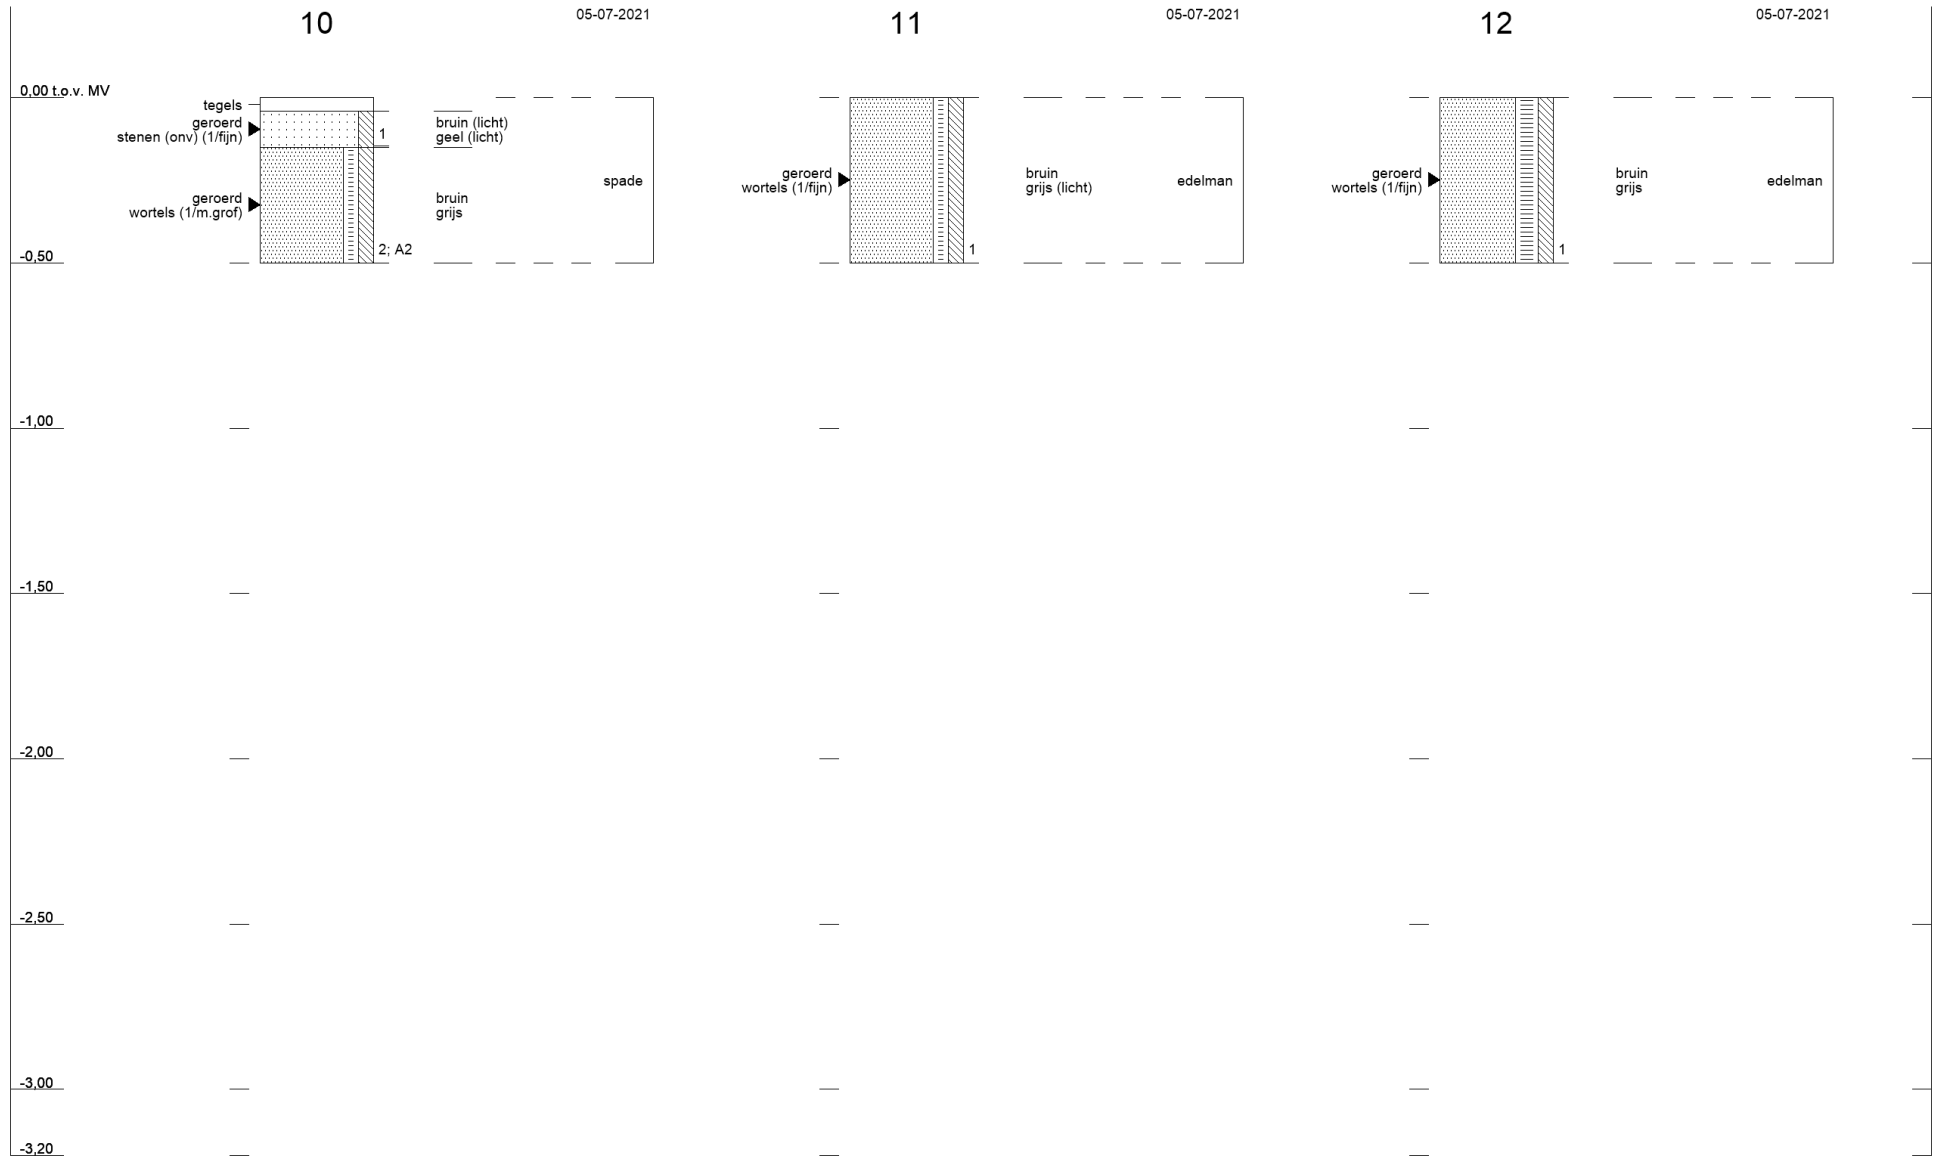 10
05-07-2021
11
05-07-2021
12
05-07-2021
0,00 t.o.v. MV
tegels
geroerd
stenen (onv) (1/fijn)
1
bruin (licht)
geel (licht)
geroerd
wortels (1/m.grof)
bruin
grijs
2; A2
spade
geroerd
wortels (1/fijn)
bruin
grijs (licht)
1
edelman
geroerd
wortels (1/fijn)
bruin
grijs
1
edelman
-0,50
-1,00
-1,50
-2,00
-2,50
-3,00
-3,20